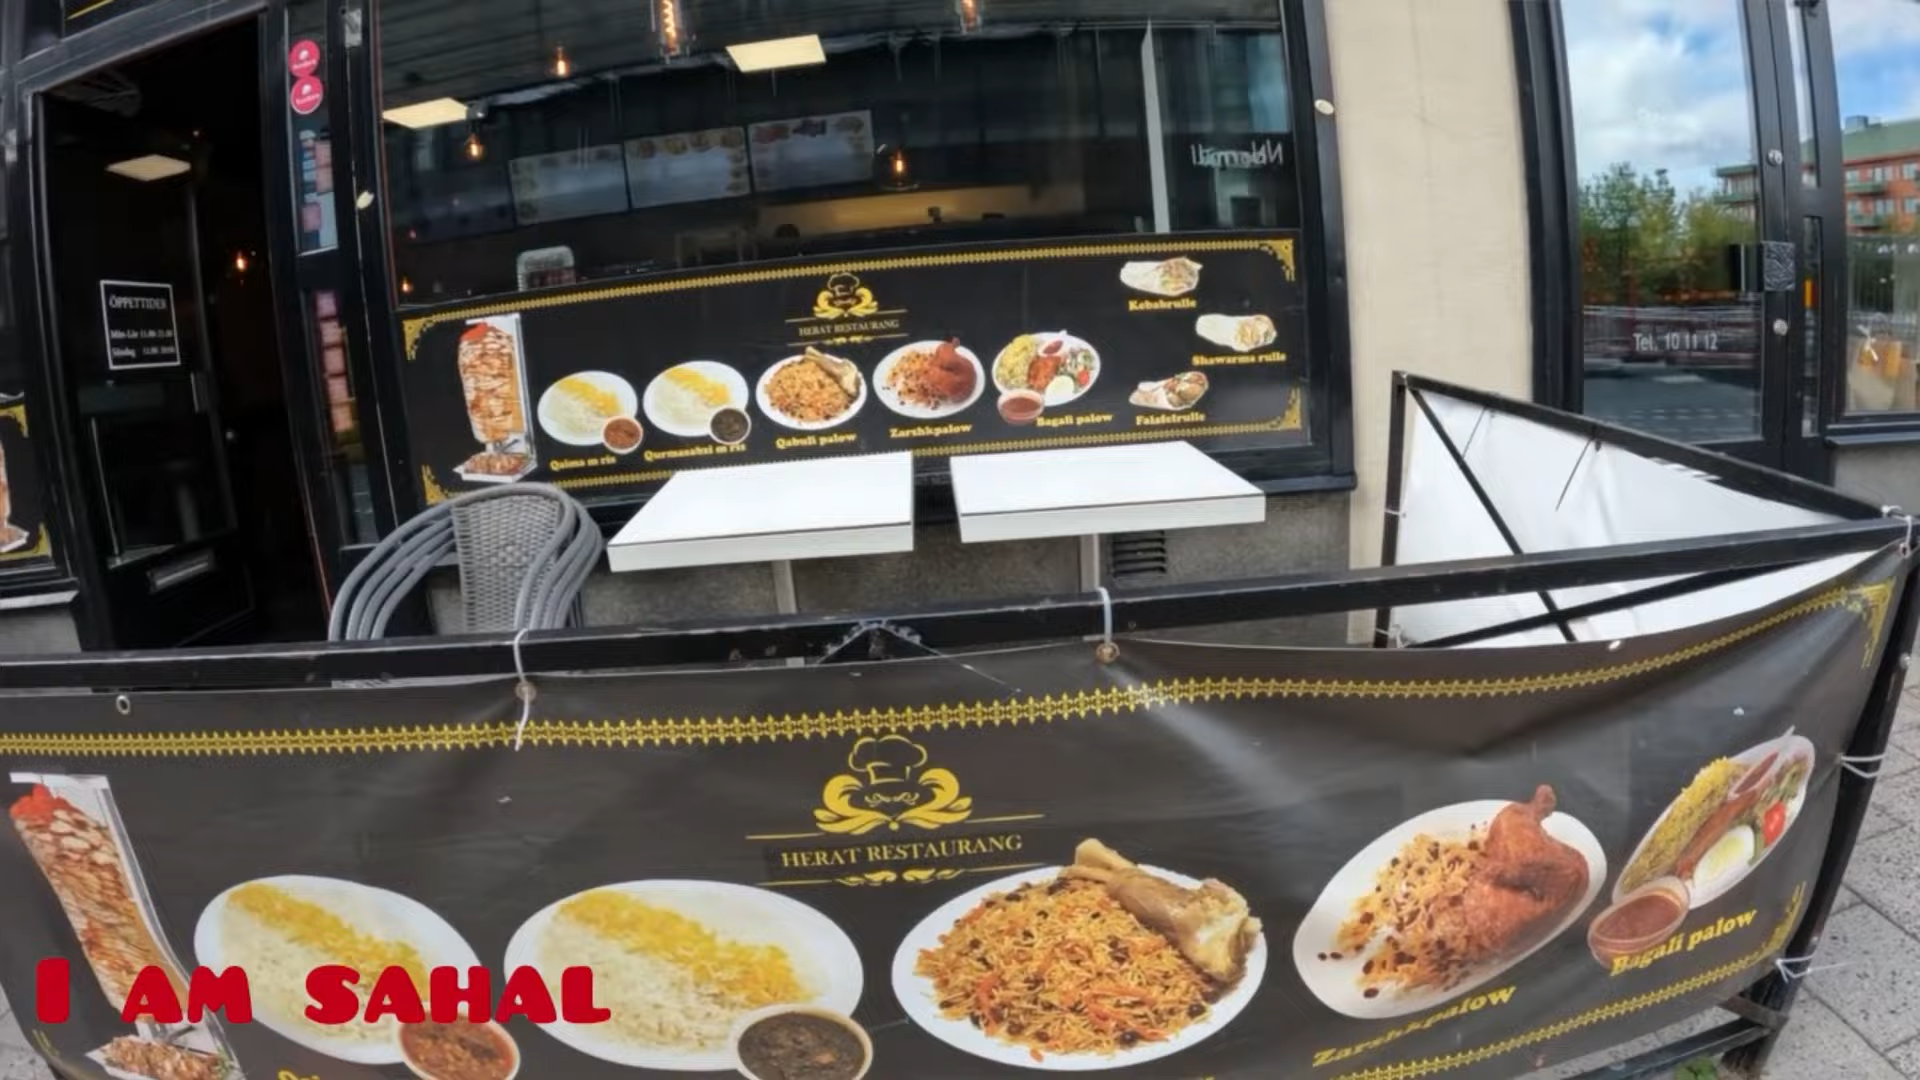 ÖPPETTIDER
HERAT RESTAURANG
Kebabrulle
Shawarma rulle
Falafelrulle
Qaima m ris
Qurmasabzi m ris
Qabuli palow
Zarshkpalow
Bagali palow
Tel. 10 11 12
HERAT RESTAURANG
Bagali palow
Zarshkpalow
I AM SAHAL